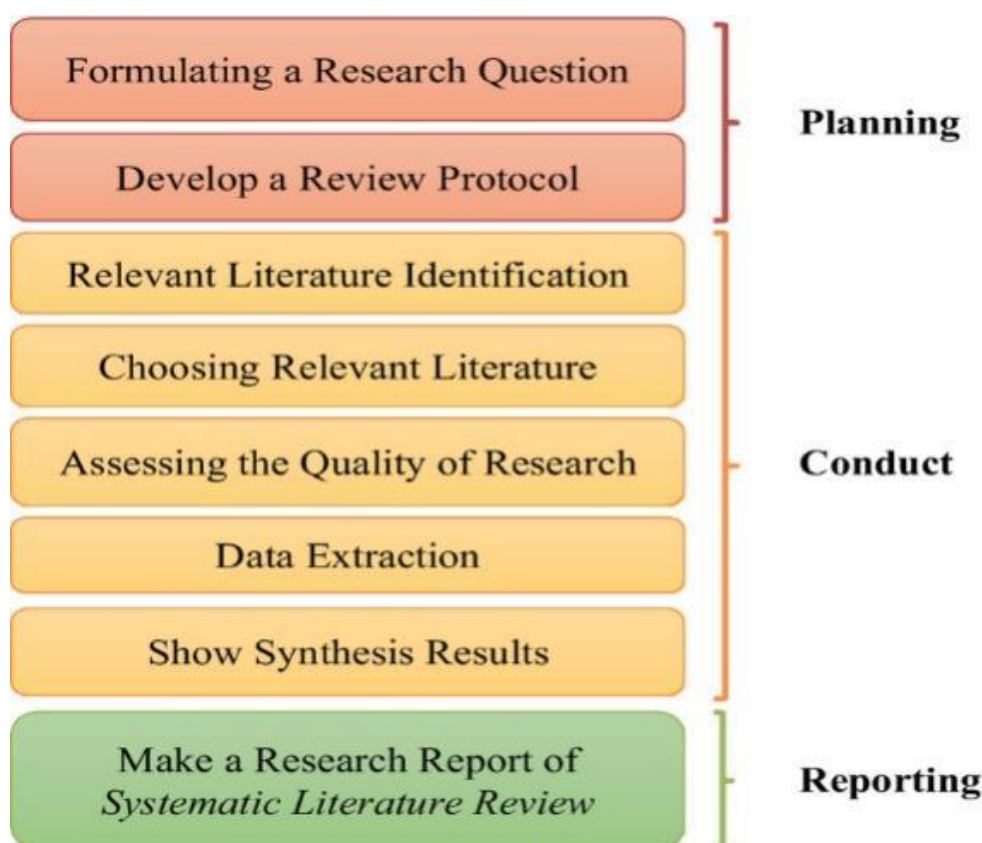 Formulating a Research Question
Develop a Review Protocol
Planning
Relevant Literature Identification
Choosing Relevant Literature
Assessing the Quality of Research
Data Extraction
Show Synthesis Results
Conduct
Make a Research Report of
Systematic Literature Review
Reporting